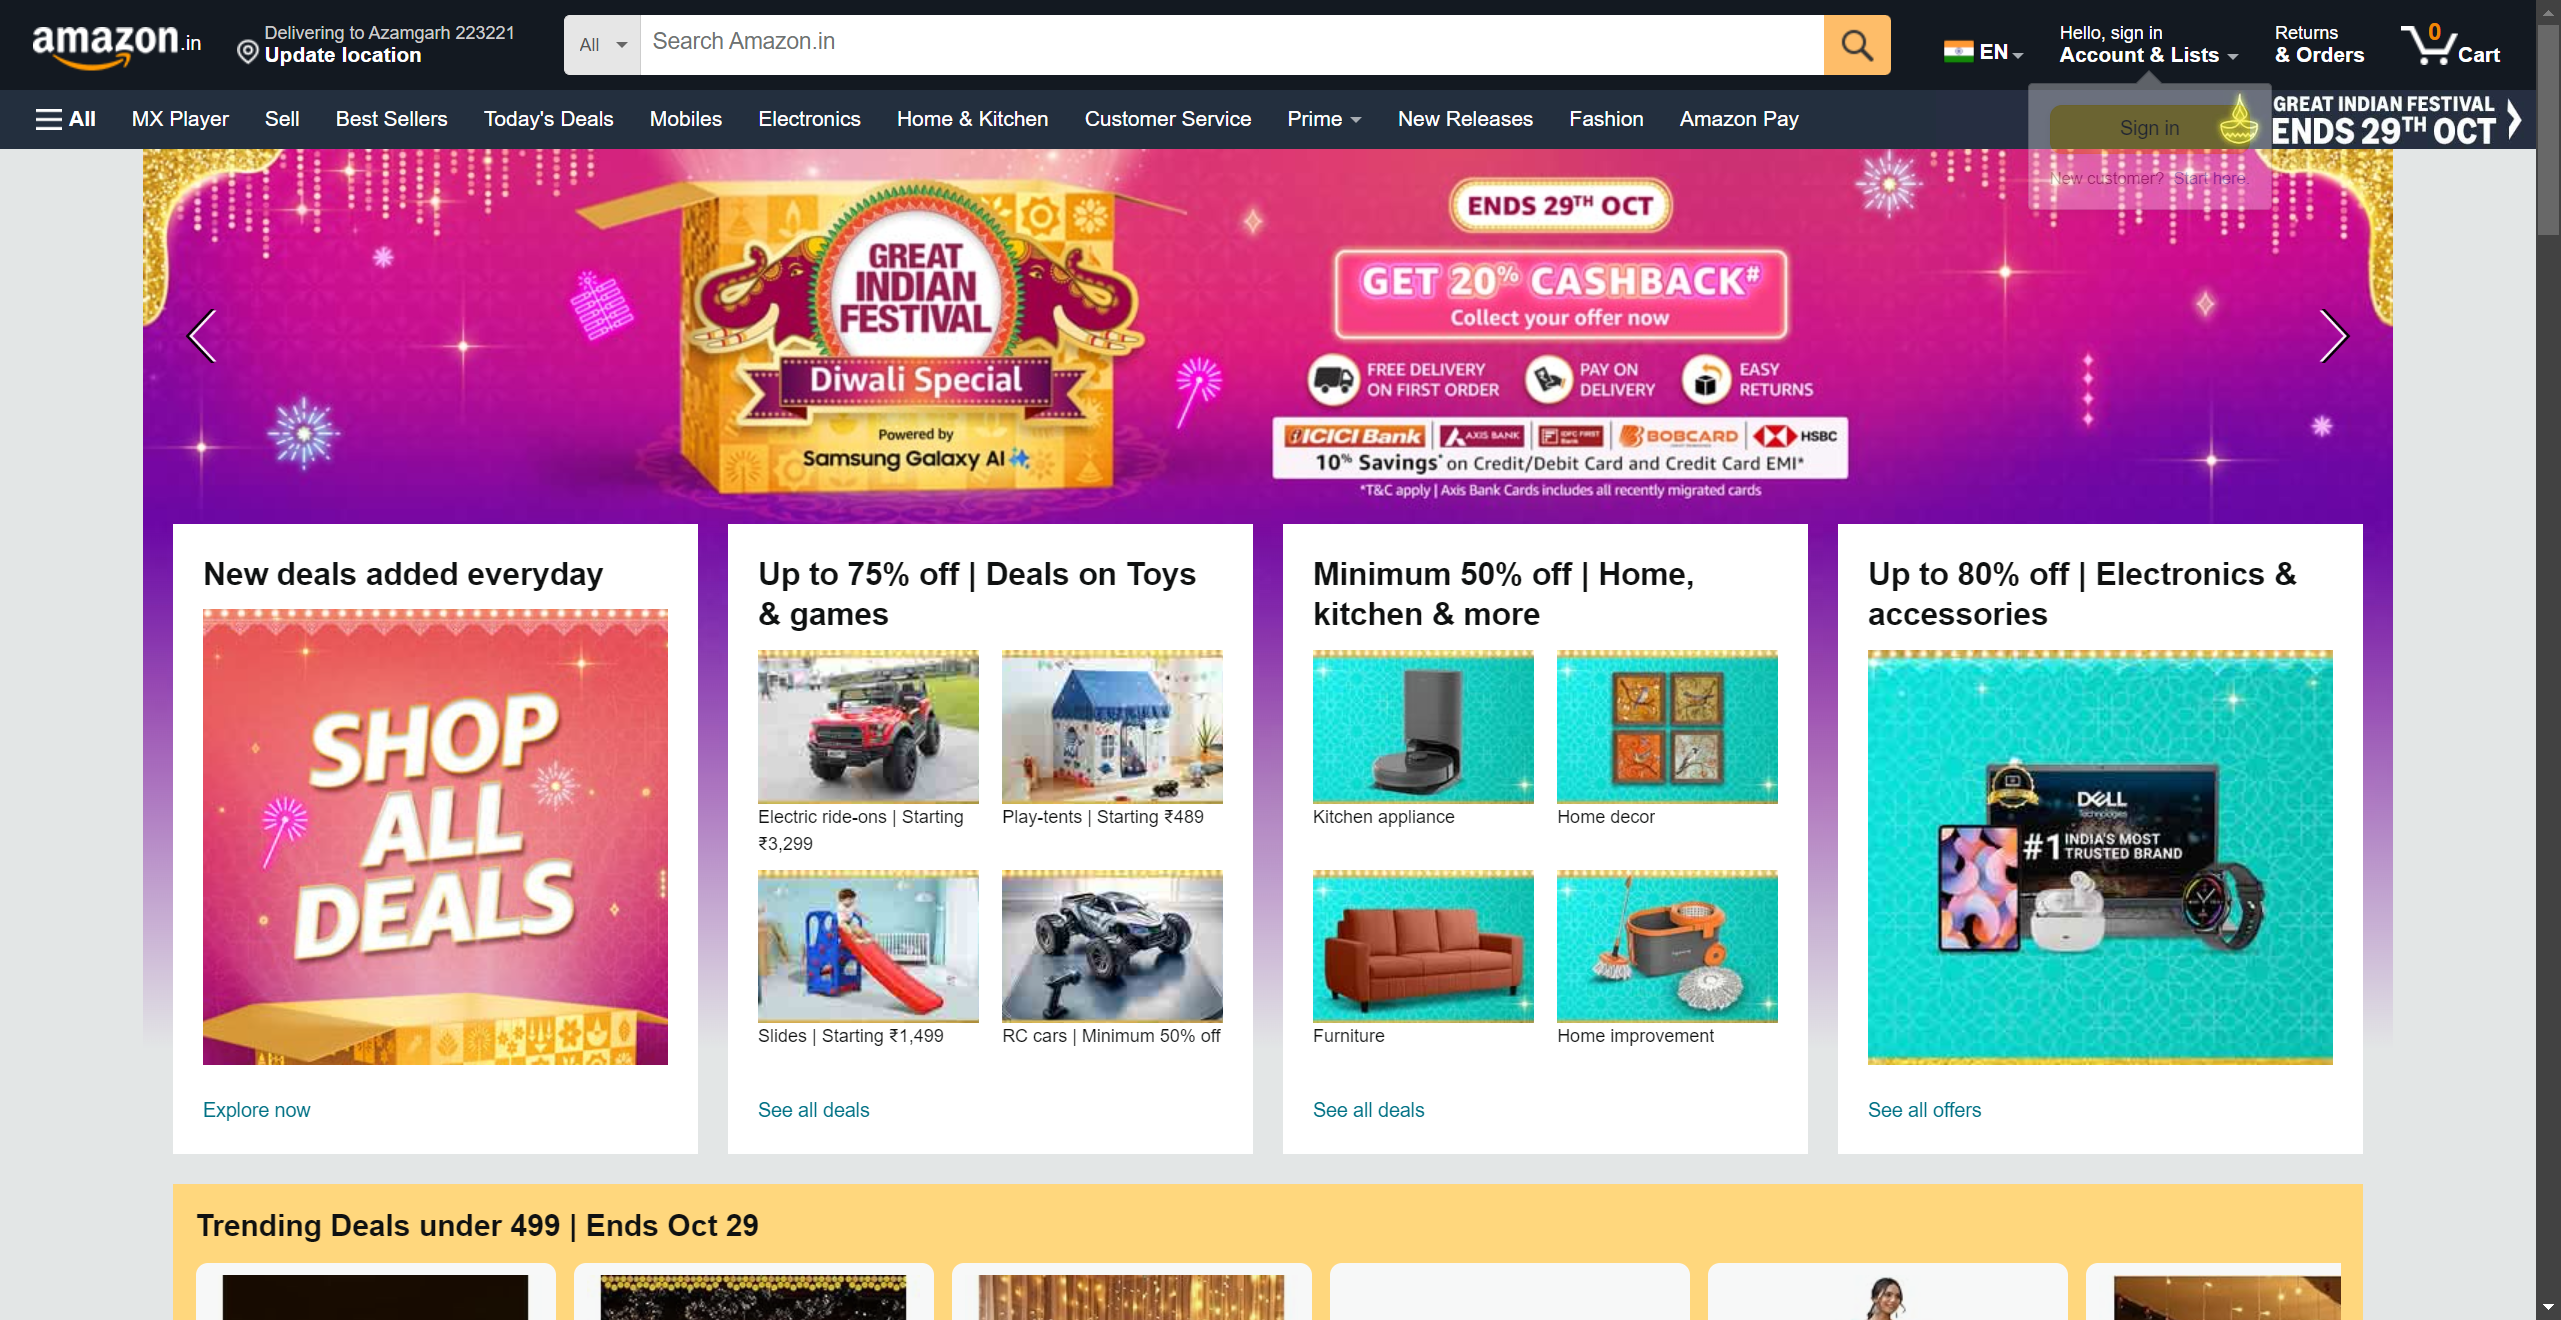 amazon.in
Delivering to Azamgarh 223221
Update location
All
Search Amazon.in
EN
Hello, sign in
Account & Lists
Returns
& Orders
0
Cart
All
MX Player
Sell
Best Sellers
Today's Deals
Mobiles
Electronics
Home & Kitchen
Customer Service
Prime
New Releases
Fashion
Amazon Pay
Sign in
New customer? Start here.
GREAT INDIAN FESTIVAL
ENDS 29TH OCT
GREAT
INDIAN
FESTIVAL
Diwali Special
Powered by
Samsung Galaxy AI
ENDS 29TH OCT
GET 20% CASHBACK#
Collect your offer now
FREE DELIVERY
ON FIRST ORDER
PAY ON
DELIVERY
EASY
RETURNS
ICICI Bank
AXIS BANK
IDFC FIRST
Bank
BOBCARD
HSBC
10% Savings* on Credit/Debit Card and Credit Card EMI*
*T&C apply | Axis Bank Cards includes all recently migrated cards
New deals added everyday
SHOP
ALL
DEALS
Explore now
Up to 75% off | Deals on Toys
& games
Electric ride-ons | Starting
₹3,299
Play-tents | Starting ₹489
Slides | Starting ₹1,499
RC cars | Minimum 50% off
See all deals
Minimum 50% off | Home,
kitchen & more
Kitchen appliance
Home decor
Furniture
Home improvement
See all deals
Up to 80% off | Electronics &
accessories
DELL
Technologies
#1 INDIA'S MOST
TRUSTED BRAND
See all offers
Trending Deals under 499 | Ends Oct 29